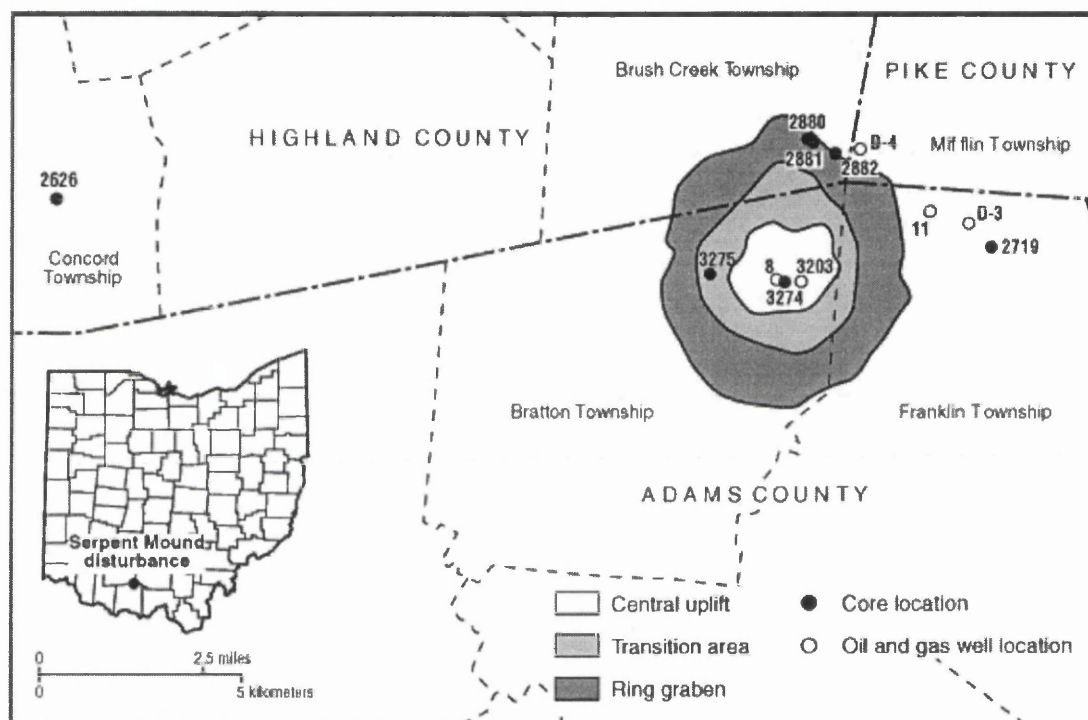 Brush Creek Township
PIKE COUNTY
HIGHLAND COUNTY
2880
D-4
Mifflin Township
2881
2882
2626
11
D-3
2719
Concord
Township
3275
8
3203
3274
Bratton Township
Franklin Township
ADAMS COUNTY
Serpent Mound
disturbance
Central uplift
Core location
Transition area
Oil and gas well location
Ring graben
0
2.5 miles
0
5 kilometers